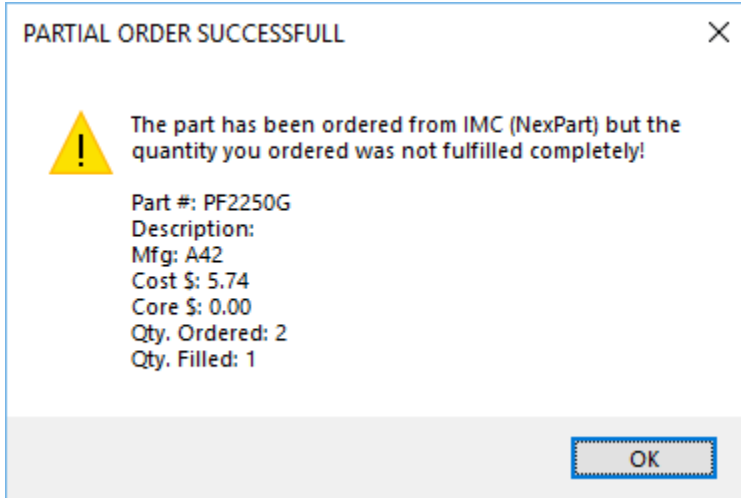 PARTIAL ORDER SUCCESSFULL
The part has been ordered from IMC (NexPart) but the
quantity you ordered was not fulfilled completely!
Part #: PF2250G
Description:
Mfg: A42
Cost $: 5.74
Core $: 0.00
Qty. Ordered: 2
Qty. Filled: 1
OK